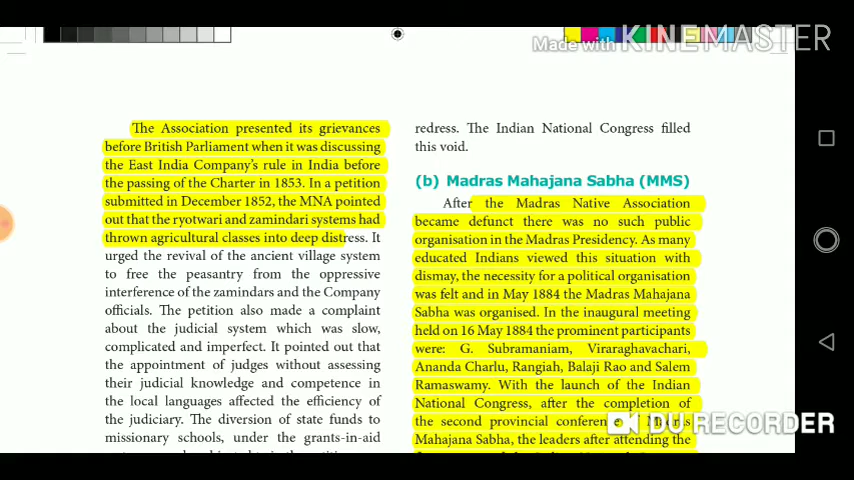 Made with KINEMASTER
The Association presented its grievances
before British Parliament when it was discussing
the East India Company's rule in India before
the passing of the Charter in 1853. In a petition
submitted in December 1852, the MNA pointed
out that the ryotwari and zamindari systems had
thrown agricultural classes into deep distress. It
urged the revival of the ancient village system
to free the peasantry from the oppressive
interference of the zamindars and the Company
officials. The petition also made a complaint
about the judicial system which was slow,
complicated and imperfect. It pointed out that
the appointment of judges without assessing
their judicial knowledge and competence in
the local languages affected the efficiency of
the judiciary. The diversion of state funds to
missionary schools, under the grants-in-aid
redress. The Indian National Congress filled
this void.
(b) Madras Mahajana Sabha (MMS)
After the Madras Native Association
became defunct there was no such public
organisation in the Madras Presidency. As many
educated Indians viewed this situation with
dismay, the necessity for a political organisation
was felt and in May 1884 the Madras Mahajana
Sabha was organised. In the inaugural meeting
held on 16 May 1884 the prominent participants
were: G. Subramaniam, Viraraghavachari,
Ananda Charlu, Rangiah, Balaji Rao and Salem
Ramaswamy. With the launch of the Indian
National Congress, after the completion of
the second provincial conference Madras
Mahajana Sabha, the leaders after attending the
DU RECORDER